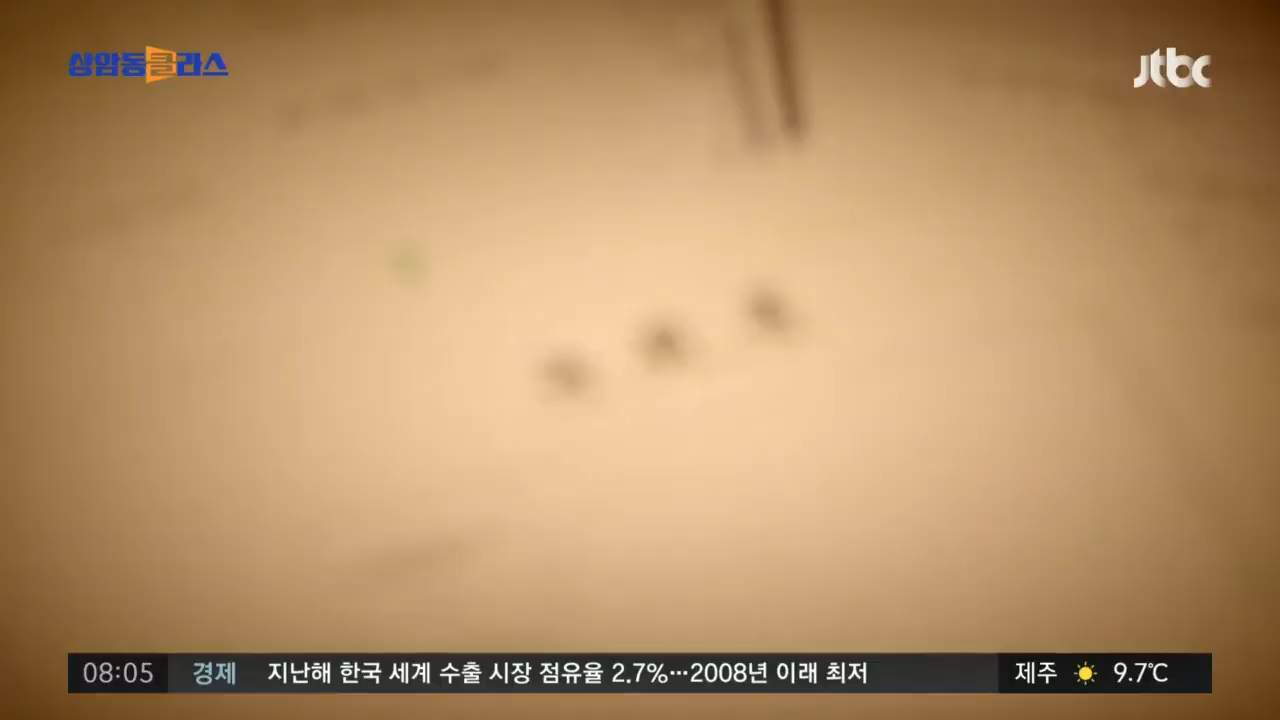 상암동클라스
jtbc
08:05 경제 지난해 한국 세계 수출 시장 점유율 2.7%…2008년 이래 최저 제주 9.7℃